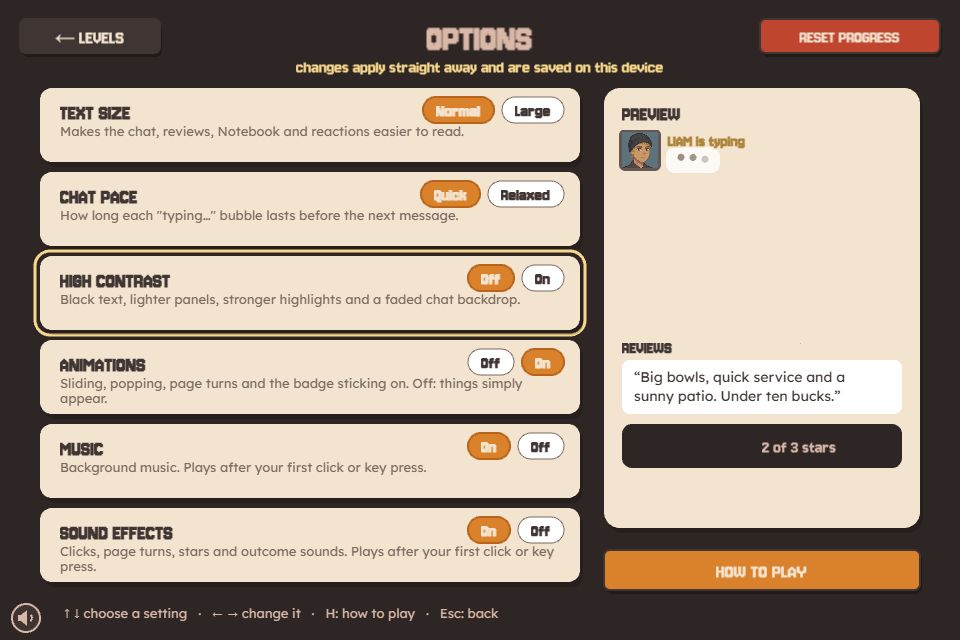 ← LEVELS
OPTIONS
RESET PROGRESS
changes apply straight away and are saved on this device
TEXT SIZE
Normal
Large
Makes the chat, reviews, Notebook and reactions easier to read.
CHAT PACE
Quick
Relaxed
How long each "typing…" bubble lasts before the next message.
HIGH CONTRAST
Off
On
Black text, lighter panels, stronger highlights and a faded chat backdrop.
ANIMATIONS
Off
On
Sliding, popping, page turns and the badge sticking on. Off: things simply
appear.
MUSIC
On
Off
Background music. Plays after your first click or key press.
SOUND EFFECTS
On
Off
Clicks, page turns, stars and outcome sounds. Plays after your first click or key
press.
PREVIEW
LIAM is typing
REVIEWS
“Big bowls, quick service and a
sunny patio. Under ten bucks.”
2 of 3 stars
HOW TO PLAY
↑ ↓ choose a setting · ← → change it · H: how to play · Esc: back